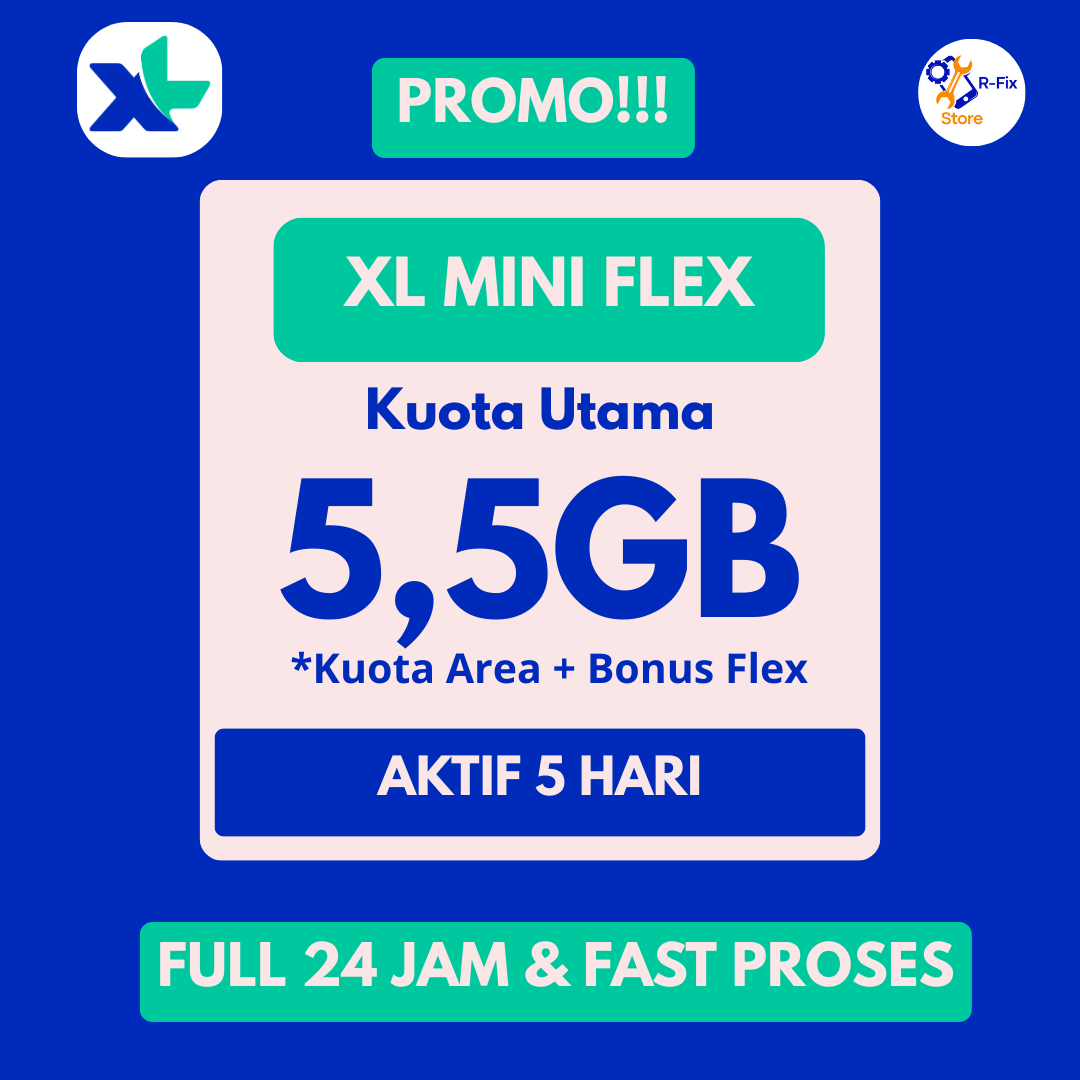 XL
PROMO!!!
R-Fix
Store
XL MINI FLEX
Kuota Utama
5,5GB
*Kuota Area + Bonus Flex
AKTIF 5 HARI
FULL 24 JAM & FAST PROSES